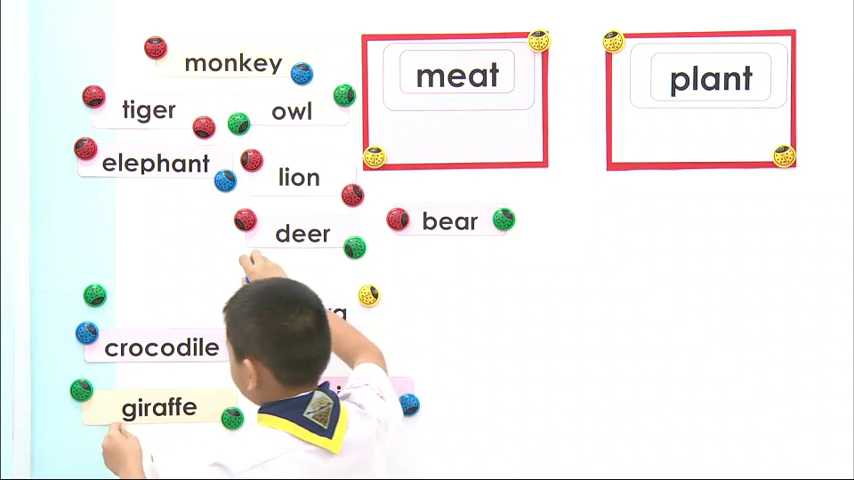 monkey
meat
plant
tiger
owl
elephant
lion
deer
bear
crocodile
giraffe